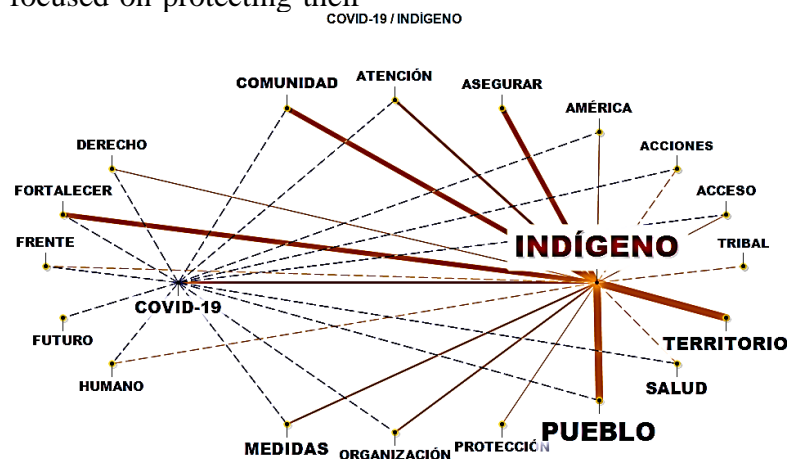 focused on protecting their
COVID-19 / INDÍGENO
COMUNIDAD
ATENCIÓN
ASEGURAR
AMÉRICA
DERECHO
ACCIONES
FORTALECER
ACCESO
FRENTE
INDÍGENO
TRIBAL
COVID-19
FUTURO
TERRITORIO
HUMANO
SALUD
MEDIDAS
ORGANIZACIÓN
PROTECCIÓN
PUEBLO